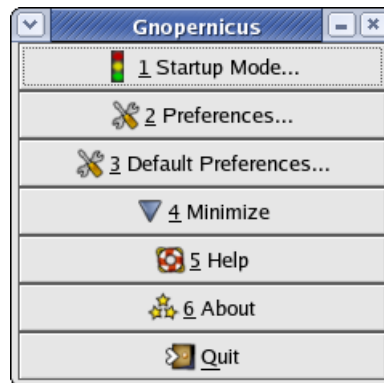 Gnopernicus
1 Startup Mode...
2 Preferences...
3 Default Preferences...
4 Minimize
5 Help
6 About
Quit